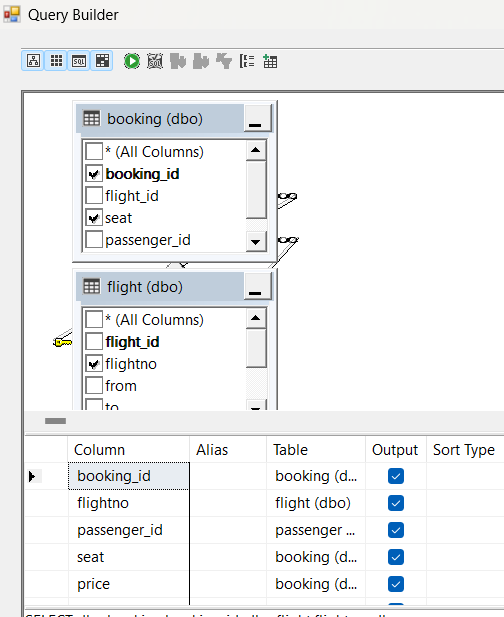 Query Builder
SQL
booking (dbo)
* (All Columns)
booking_id
flight_id
seat
passenger_id
flight (dbo)
* (All Columns)
flight_id
flightno
from
to
Column Alias Table Output Sort Type
booking_id booking (d...
flightno flight (dbo)
passenger_id passenger ...
seat booking (d...
price booking (d...